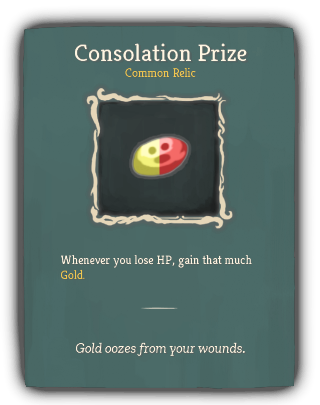 Consolation Prize
Common Relic
Whenever you lose HP, gain that much
Gold.
Gold oozes from your wounds.